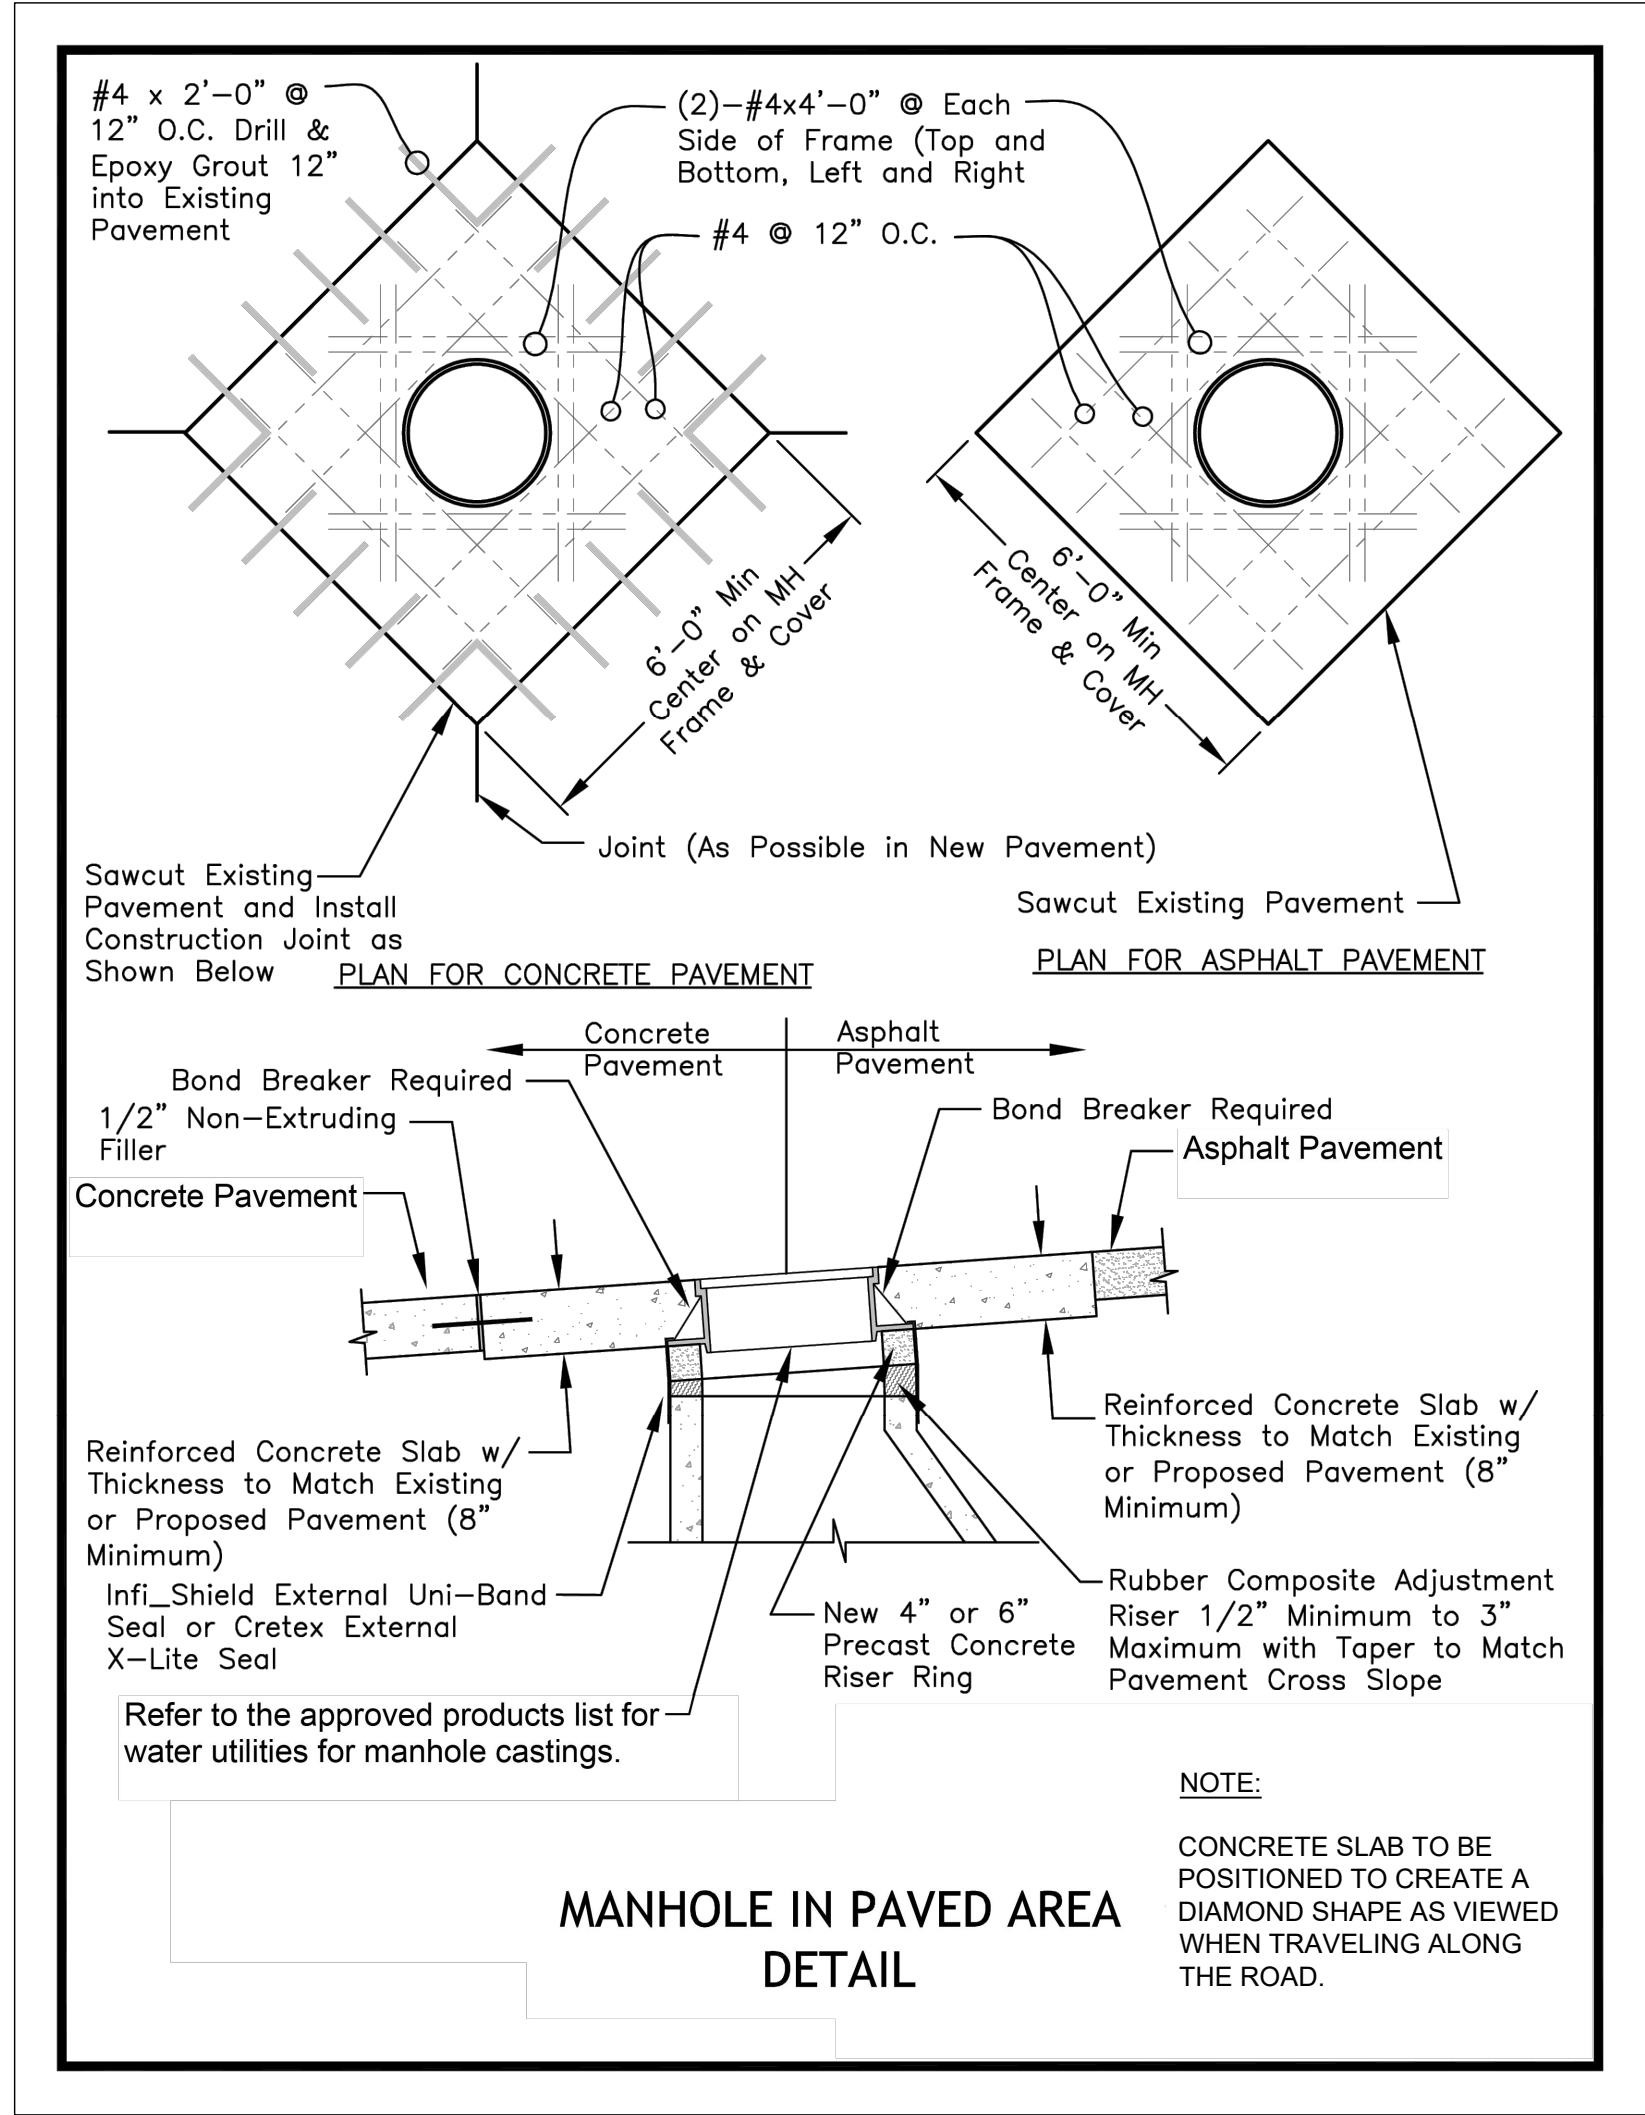 #4 x 2'-0" @
12" O.C. Drill &
Epoxy Grout 12"
into Existing
Pavement
(2)-#4x4'-0" @ Each
Side of Frame (Top and
Bottom, Left and Right
#4 @ 12" O.C.
6'-0" Min
Center on MH
Frame & Cover
6'-0" Min
Center on MH
Frame & Cover
Joint (As Possible in New Pavement)
Sawcut Existing
Pavement and Install
Construction Joint as
Shown Below
PLAN FOR CONCRETE PAVEMENT
Sawcut Existing Pavement
PLAN FOR ASPHALT PAVEMENT
Concrete
Pavement
Asphalt
Pavement
Bond Breaker Required
1/2" Non-Extruding
Filler
Concrete Pavement
Bond Breaker Required
Asphalt Pavement
Reinforced Concrete Slab w/
Thickness to Match Existing
or Proposed Pavement (8"
Minimum)
Reinforced Concrete Slab w/
Thickness to Match Existing
or Proposed Pavement (8"
Minimum)
Infi_Shield External Uni-Band
Seal or Cretex External
X-Lite Seal
New 4" or 6"
Precast Concrete
Riser Ring
Rubber Composite Adjustment
Riser 1/2" Minimum to 3"
Maximum with Taper to Match
Pavement Cross Slope
Refer to the approved products list for
water utilities for manhole castings.
NOTE:
CONCRETE SLAB TO BE
POSITIONED TO CREATE A
DIAMOND SHAPE AS VIEWED
WHEN TRAVELING ALONG
THE ROAD.
MANHOLE IN PAVED AREA
DETAIL